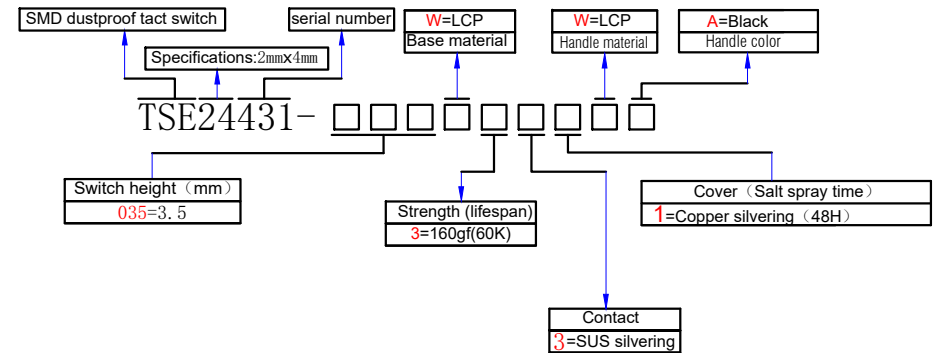 SMD dustproof tact switch
serial number
W=LCP
Base material
W=LCP
Handle material
A=Black
Handle color
Specifications:2mmx4mm
TSE24431-□□□□□□□□□
Switch height（mm）
035=3.5
Strength (lifespan)
3=160gf(60K)
Cover（Salt spray time）
1=Copper silvering（48H）
Contact
3=SUS silvering